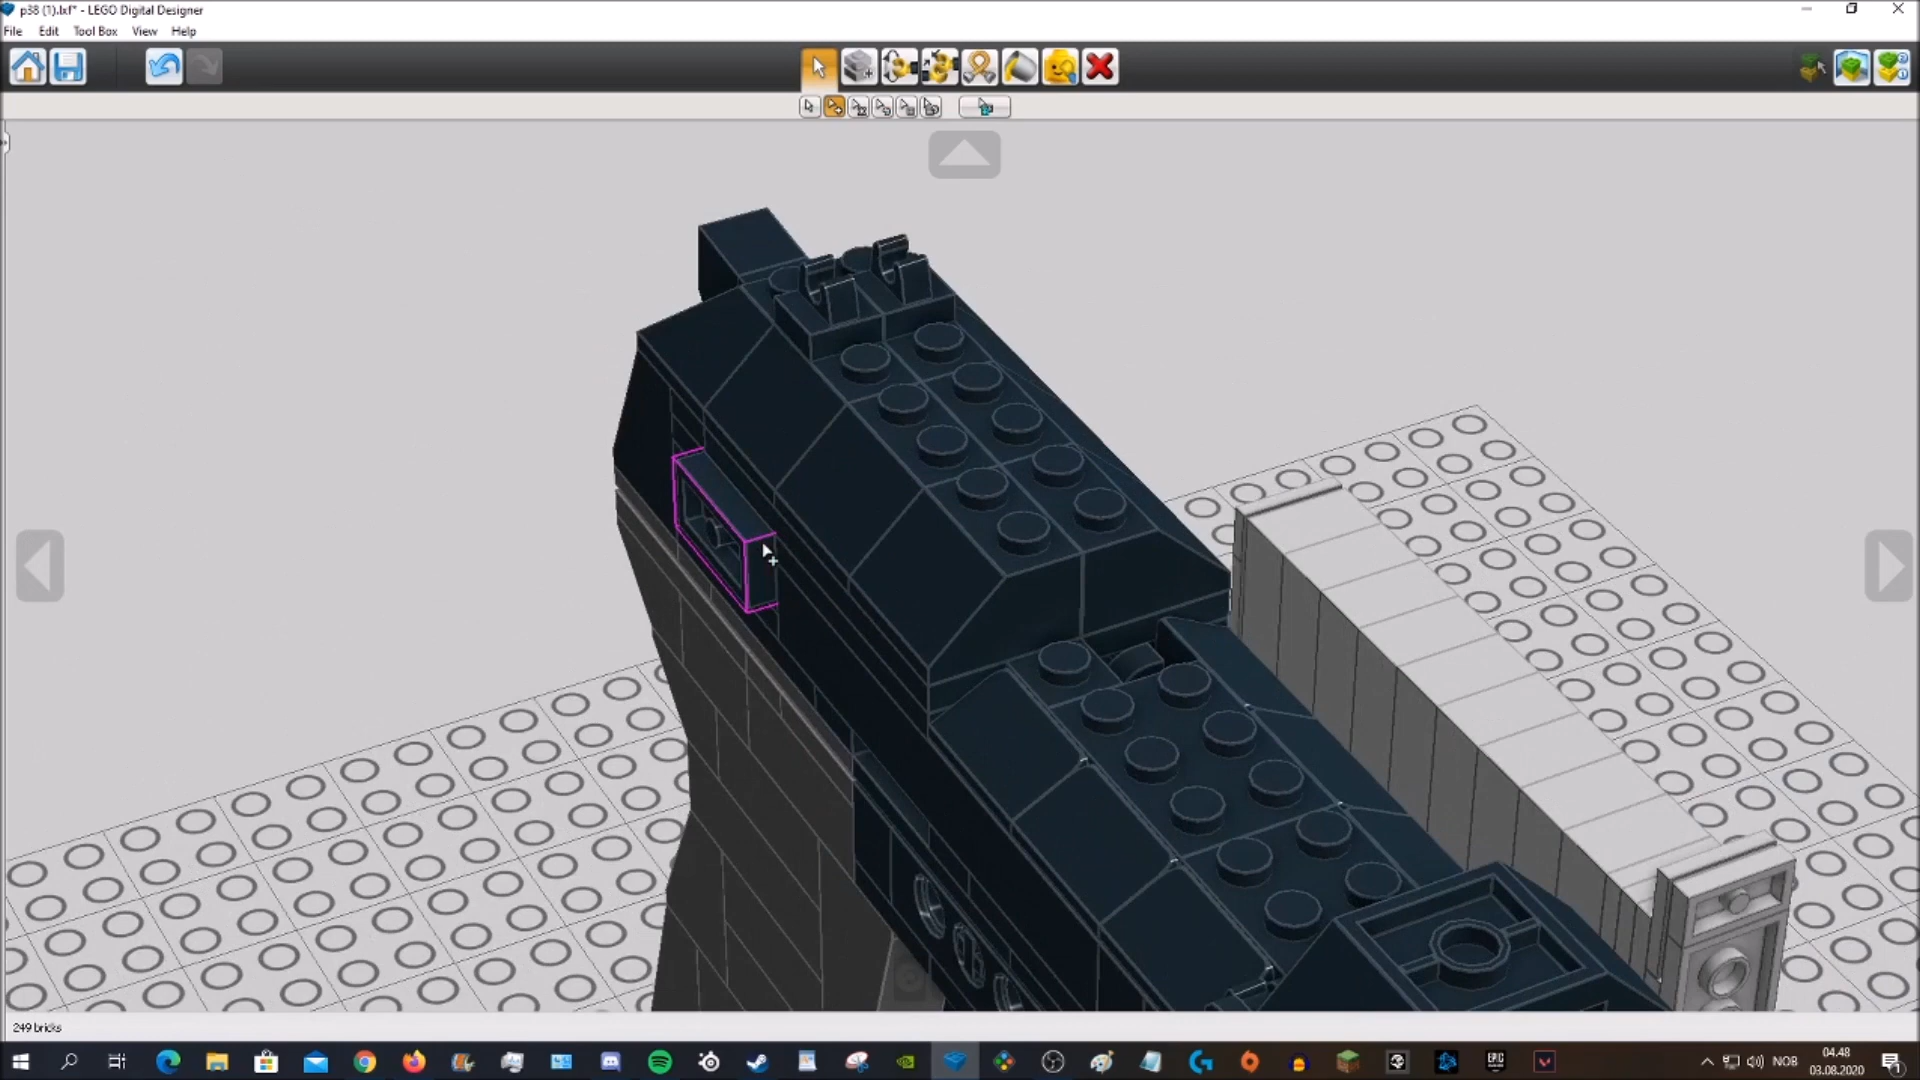 p38 (1).lxf* - LEGO Digital Designer
File Edit Tool Box View Help
249 bricks
NOB
04.48
03.08.2020